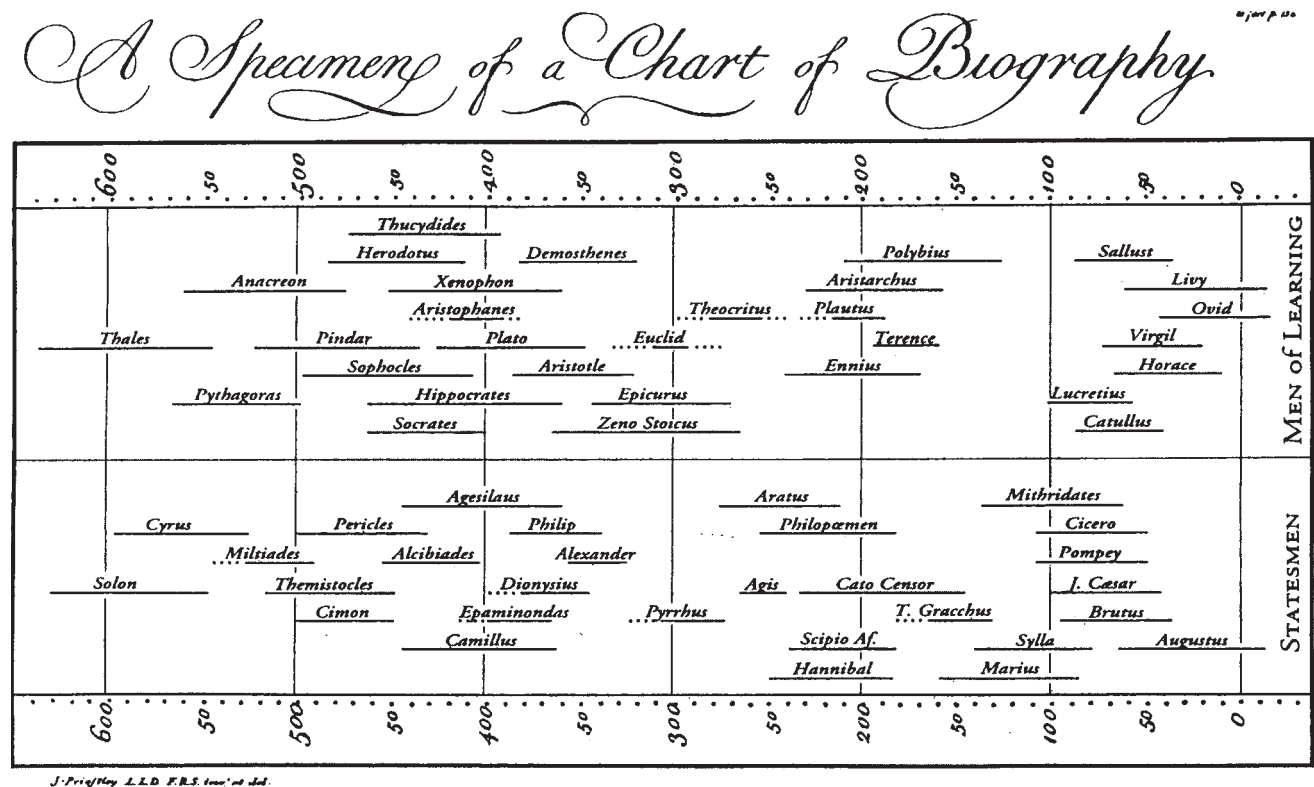 A Specimen of a Chart of Biography
600 50 500 50 400 50 300 50 200 50 100 50 0
Thucydides
Herodotus Demosthenes Polybius Sallust
Anacreon Xenophon Aristarchus Livy
Aristophanes Theocritus Plautus Ovid
Thales Pindar Plato Euclid Terence Virgil
Sophocles Aristotle Ennius Horace
Pythagoras Hippocrates Epicurus Lucretius
Socrates Zeno Stoicus Catullus
MEN of LEARNING
Agesilaus Aratus Mithridates
Cyrus Pericles Philip Philopœmen Cicero
Miltiades Alcibiades Alexander Pompey
Solon Themistocles Dionysius Agis Cato Censor J. Cæsar
Cimon Epaminondas Pyrrhus T. Gracchus Brutus
Camillus Scipio Af. Sylla Augustus
Hannibal Marius
STATESMEN
600 50 500 50 400 50 300 50 200 50 100 50 0
J. Priestley L.L.D. F.R.S.